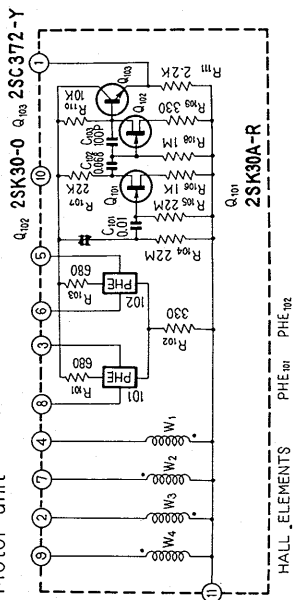 Motor unit
Q102 2SK30-O Q103 2SC372-Y
9 2 7 4 8 3 6 5 10 1
R101 680
R103 680
R107 22K
R110 10K
Q103
PHE 101
PHE 102
C102 0.068
C103 100P
Q101
Q102
C101 0.01
W4 W3 W2 W1
R102 330
R104 22M
R105 22M
R106 1K
R108 1M
R109 330
R111 2.2K
11
Q101
2SK30A-R
HALL ELEMENTS PHE101 PHE102